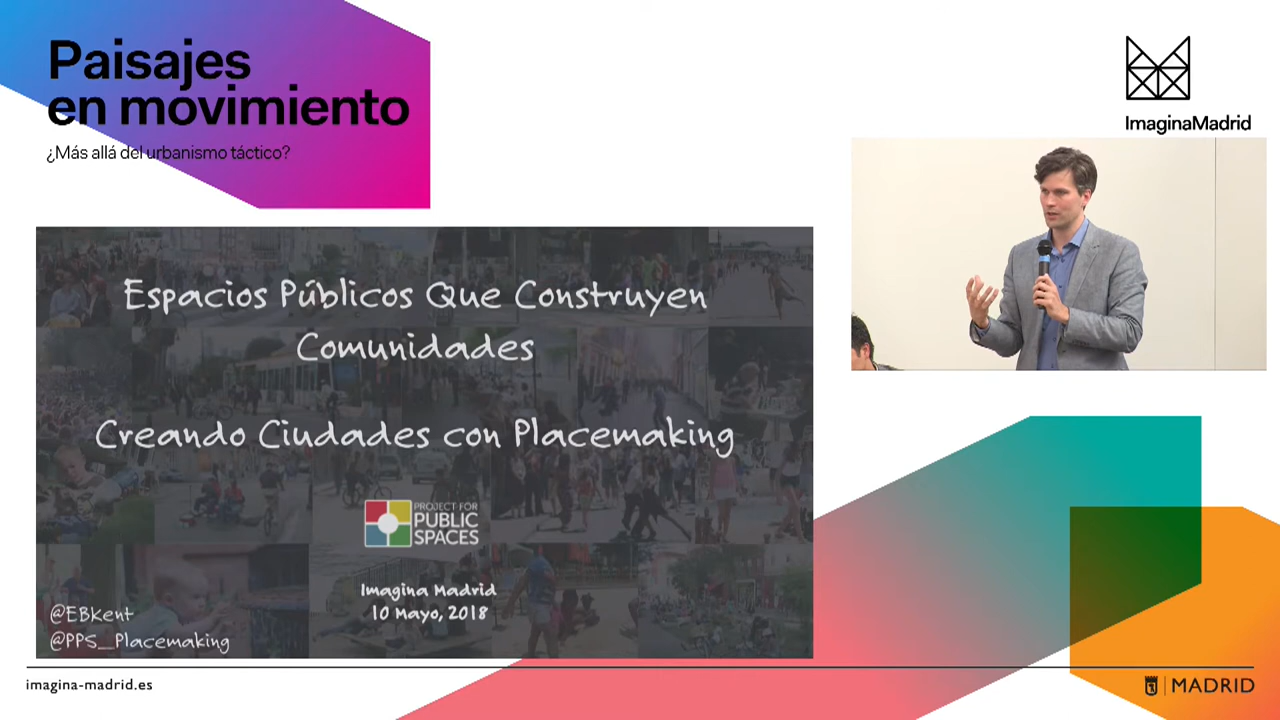 Paisajes
en movimiento
¿Más allá del urbanismo táctico?
ImaginaMadrid
Espacios Públicos Que Construyen
Comunidades
Creando Ciudades con Placemaking
PROJECT FOR
PUBLIC
SPACES
Imagina Madrid
10 Mayo, 2018
@EBKent
@PPS_Placemaking
imagina-madrid.es
MADRID